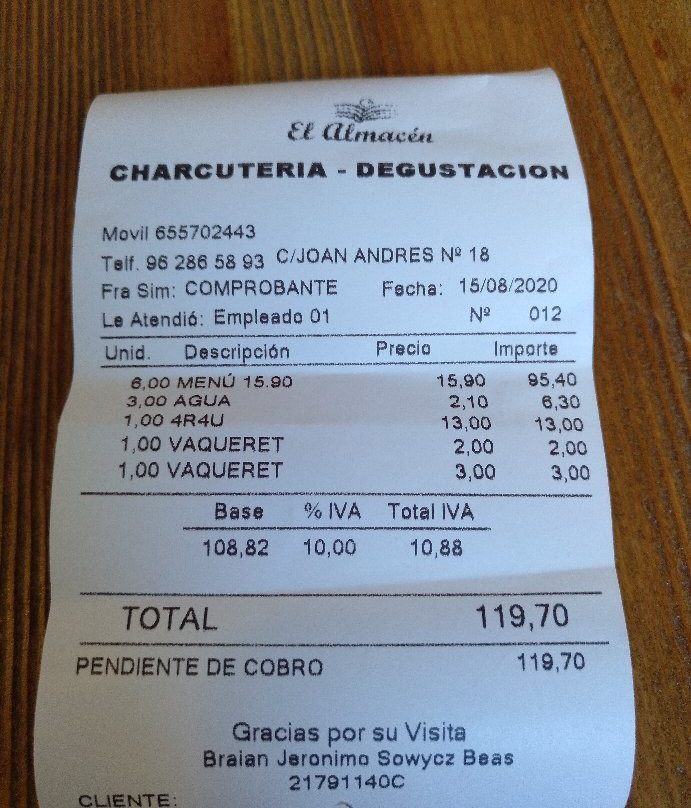 El Almacén
CHARCUTERIA - DEGUSTACION
Movil 655702443
Telf. 96 286 58 93 C/JOAN ANDRES Nº 18
Fra Sim: COMPROBANTE Fecha: 15/08/2020
Le Atendió: Empleado 01 Nº 012
Unid. Descripción Precio Importe
6,00 MENÚ 15.90 15,90 95,40
3,00 AGUA 2,10 6,30
1,00 4R4U 13,00 13,00
1,00 VAQUERET 2,00 2,00
1,00 VAQUERET 3,00 3,00
Base % IVA Total IVA
108,82 10,00 10,88
TOTAL 119,70
PENDIENTE DE COBRO 119,70
Gracias por su Visita
Braian Jeronimo Sowycz Beas
21791140C
CLIENTE: